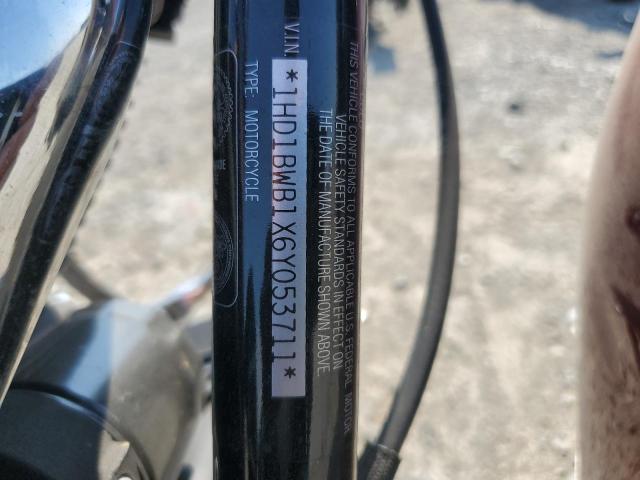 THIS VEHICLE CONFORMS TO ALL APPLICABLE U.S. FEDERAL MOTOR
VEHICLE SAFETY STANDARDS IN EFFECT ON
THE DATE OF MANUFACTURE SHOWN ABOVE
V.I.N.
*1HD1BWB1X6Y053711*
TYPE: MOTORCYCLE